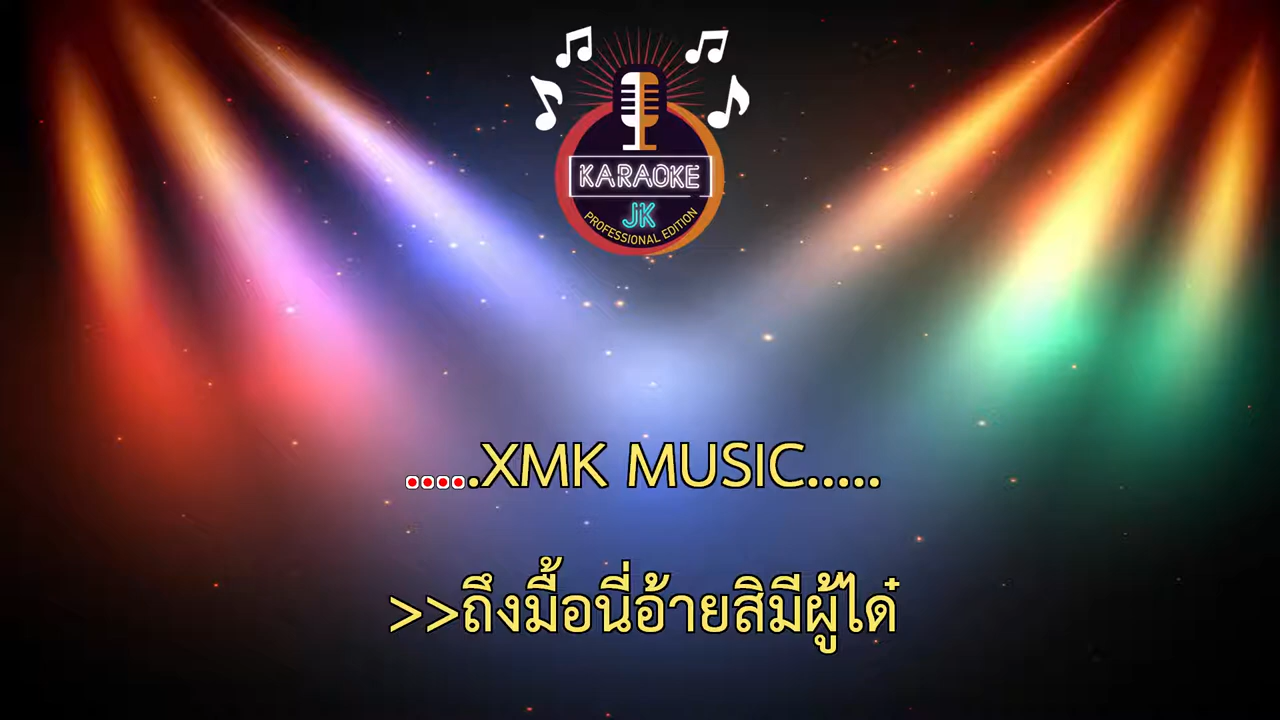 KARAOKE
JK
PROFESSIONAL EDITION
.....XMK MUSIC.....
>>ถึงมื้อนี่อ้ายสิมีผู้ได๋